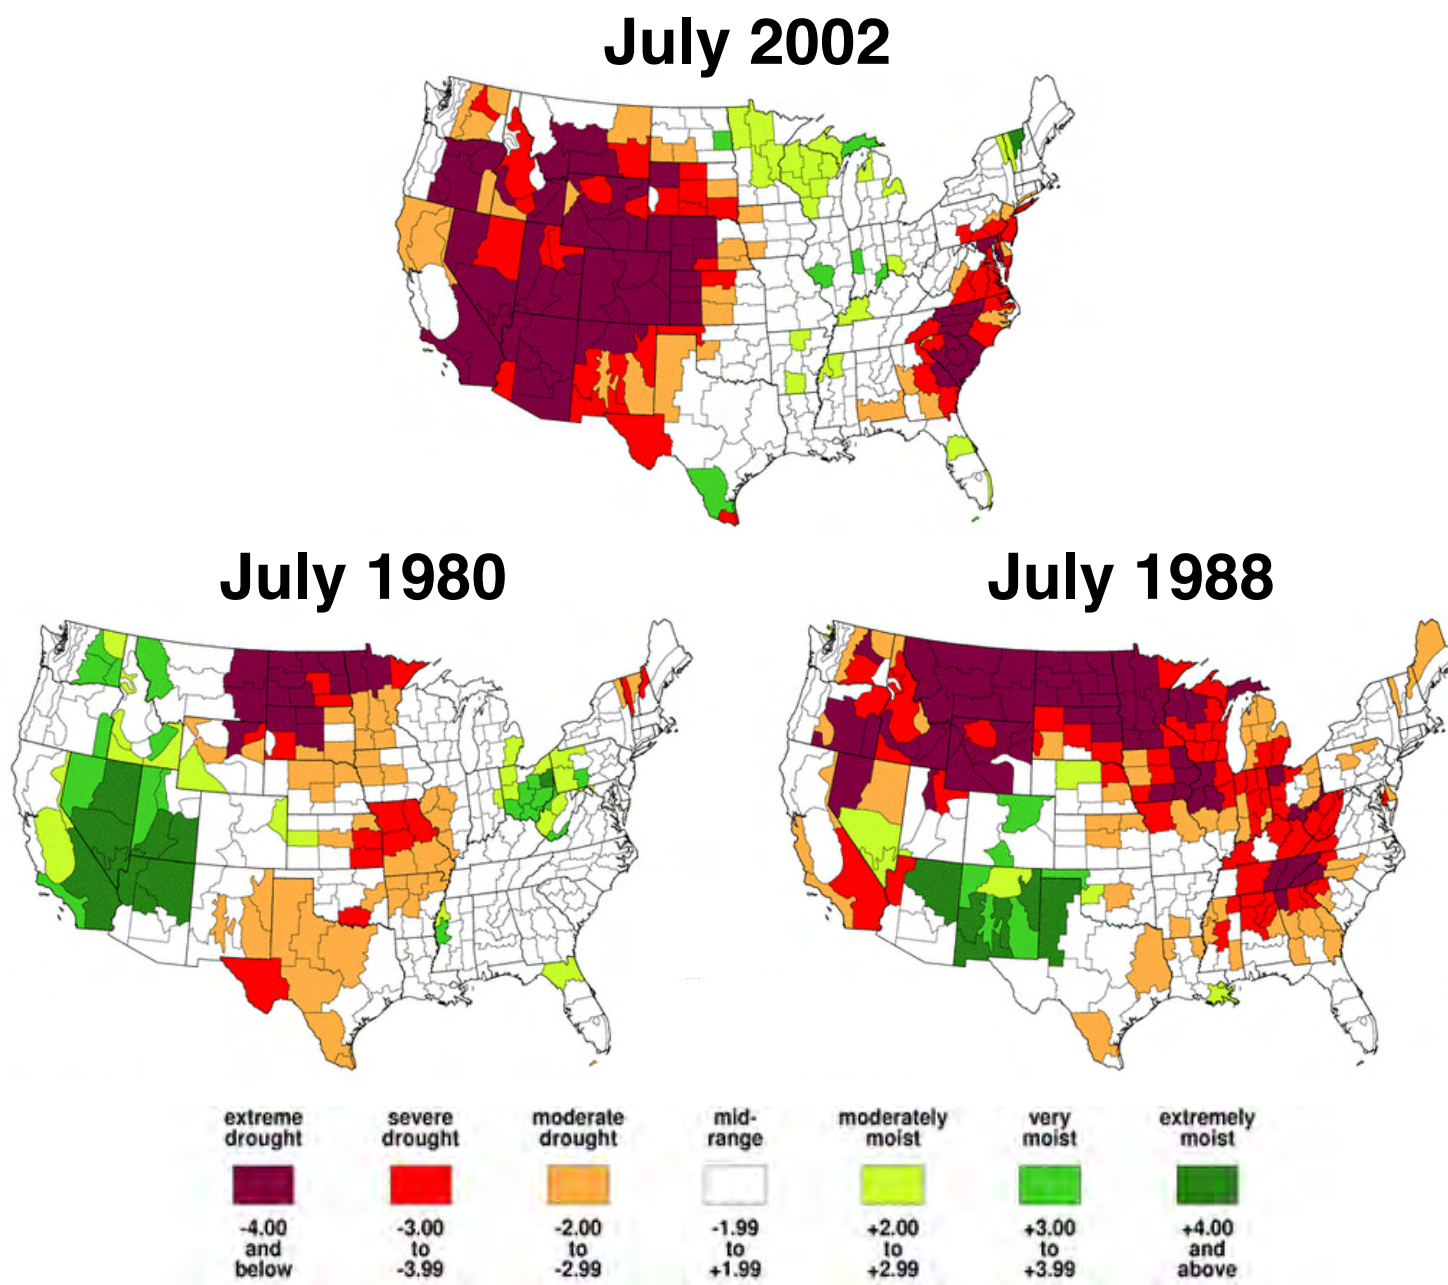 July 2002
July 1980
July 1988
extreme
drought
severe
drought
moderate
drought
mid-
range
moderately
moist
very
moist
extremely
moist
-4.00
and
below
-3.00
to
-3.99
-2.00
to
-2.99
-1.99
to
+1.99
+2.00
to
+2.99
+3.00
to
+3.99
+4.00
and
above